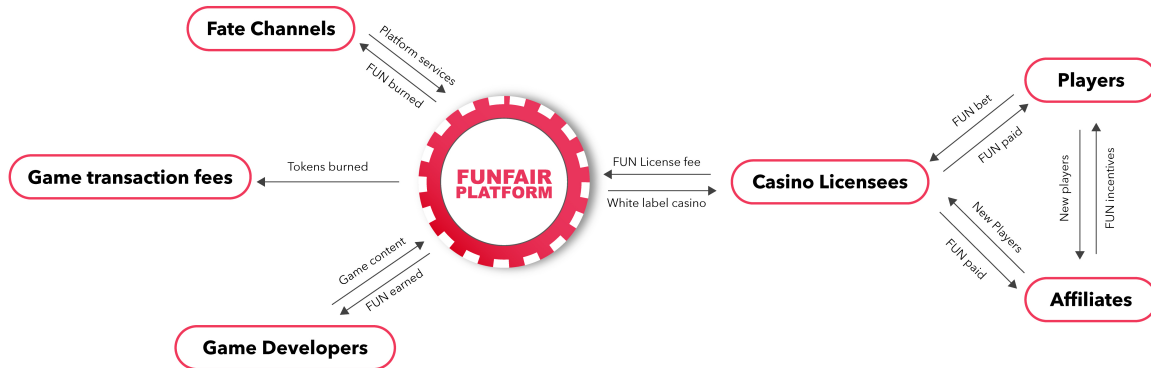 Fate Channels
Platform services
FUN burned
Players
FUN bet
FUN paid
Game transaction fees
Tokens burned
FUNFAIR
PLATFORM
FUN License fee
White label casino
Casino Licensees
New players
FUN incentives
New Players
FUN paid
Game content
FUN earned
Affiliates
Game Developers